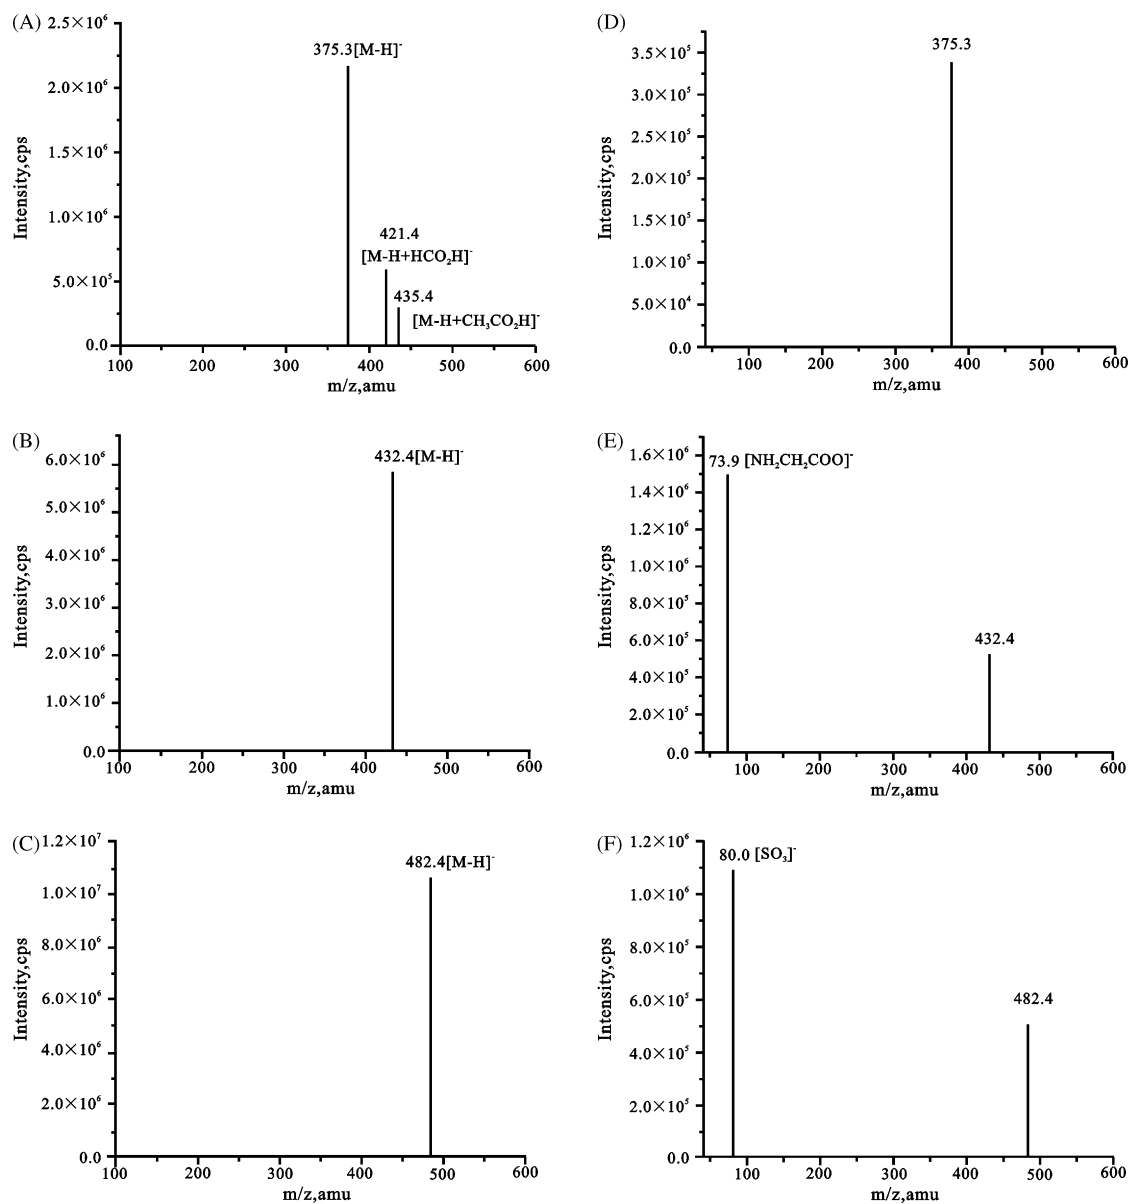 (A)
2.5×10⁶
2.0×10⁶
1.5×10⁶
1.0×10⁶
5.0×10⁵
0.0
Intensity,cps
375.3[M-H]⁻
421.4
[M-H+HCO₂H]⁻
435.4
[M-H+CH₃CO₂H]⁻
100 200 300 400 500 600
m/z,amu
(D)
3.5×10⁵
3.0×10⁵
2.5×10⁵
2.0×10⁵
1.5×10⁵
1.0×10⁵
5.0×10⁴
0.0
Intensity,cps
375.3
100 200 300 400 500 600
m/z,amu
(B)
6.0×10⁶
5.0×10⁶
4.0×10⁶
3.0×10⁶
2.0×10⁶
1.0×10⁶
0.0
Intensity,cps
432.4[M-H]⁻
100 200 300 400 500 600
m/z,amu
(E)
1.6×10⁶
1.4×10⁶
1.2×10⁶
1.0×10⁶
8.0×10⁵
6.0×10⁵
4.0×10⁵
2.0×10⁵
0.0
Intensity,cps
73.9 [NH₂CH₂COO]⁻
432.4
100 200 300 400 500 600
m/z,amu
(C)
1.2×10⁷
1.0×10⁷
8.0×10⁶
6.0×10⁶
4.0×10⁶
2.0×10⁶
0.0
Intensity,cps
482.4[M-H]⁻
100 200 300 400 500 600
m/z,amu
(F)
1.2×10⁶
1.0×10⁶
8.0×10⁵
6.0×10⁵
4.0×10⁵
2.0×10⁵
0.0
Intensity,cps
80.0 [SO₃]⁻
482.4
100 200 300 400 500 600
m/z,amu